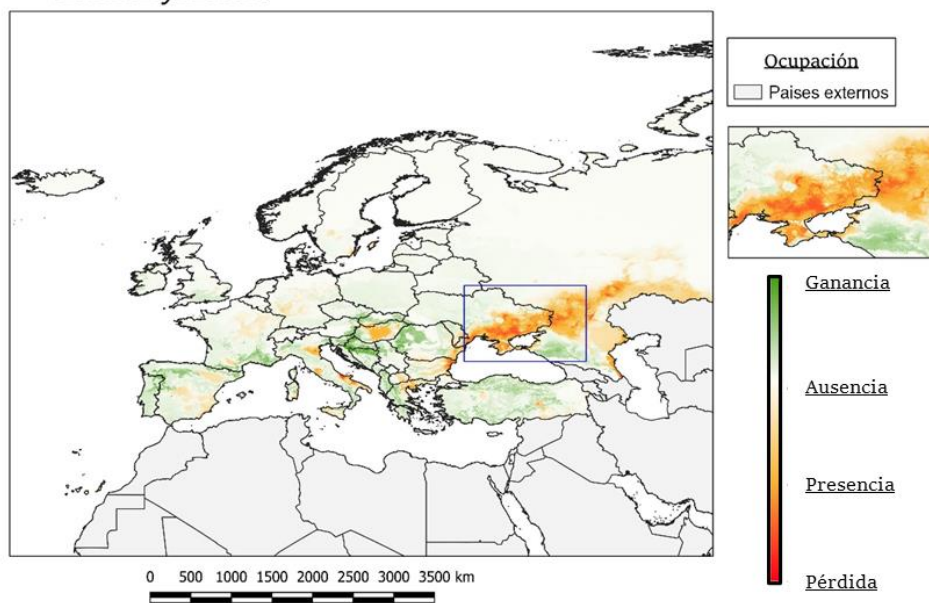 Ocupación
Paises externos
Ganancia
Ausencia
Presencia
Pérdida
0 500 1000 1500 2000 2500 3000 3500 km